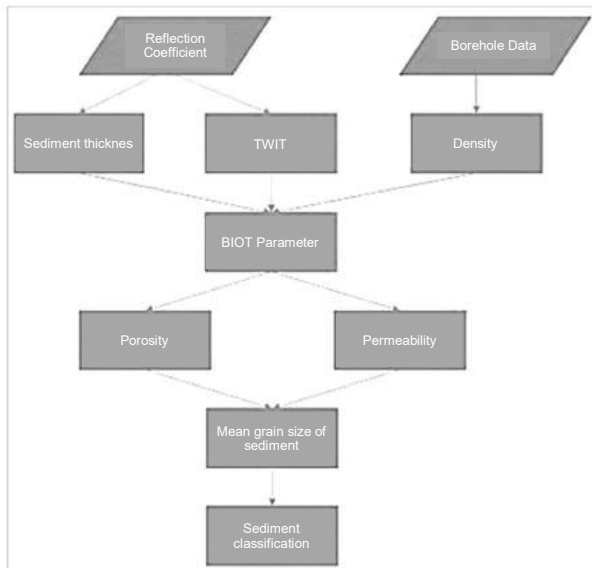 Reflection
Coefficient
Borehole Data
Sediment thicknes
TWIT
Density
BIOT Parameter
Porosity
Permeability
Mean grain size of
sediment
Sediment
classification